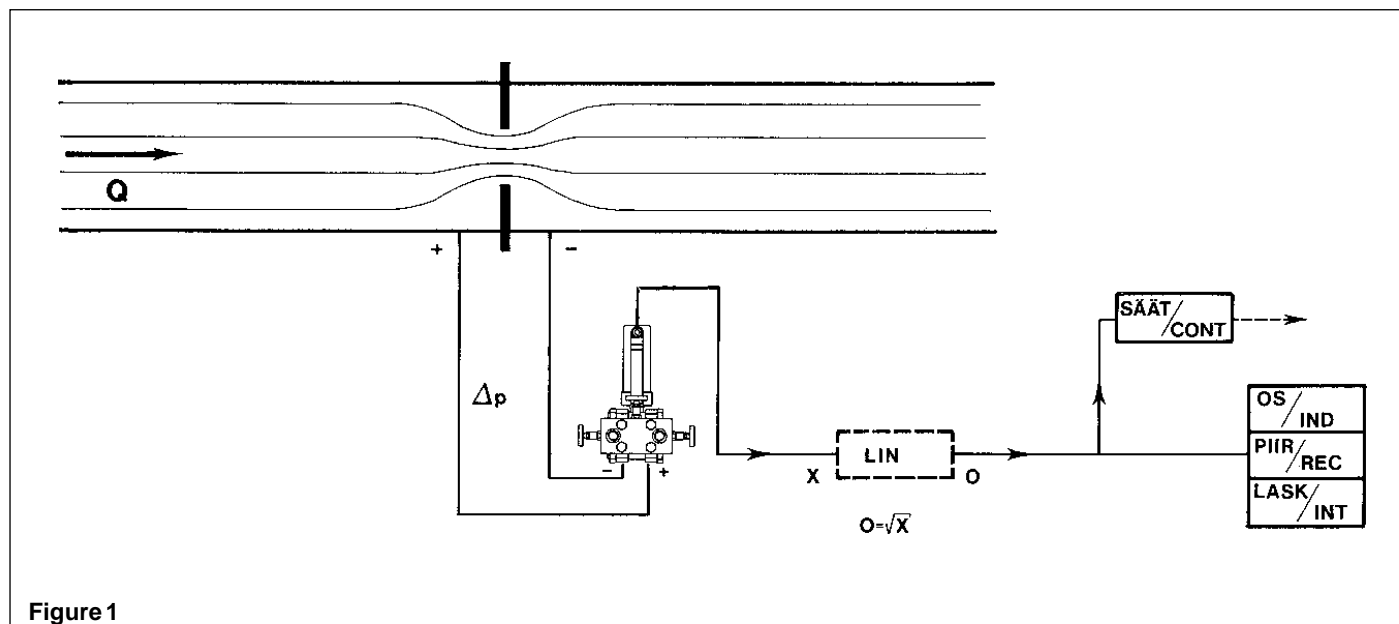 Q
+ −
Δp
− +
X LIN O
O=√X
SÄÄT/
CONT
OS/
IND
PIIR/
REC
LASK/
INT
Figure 1